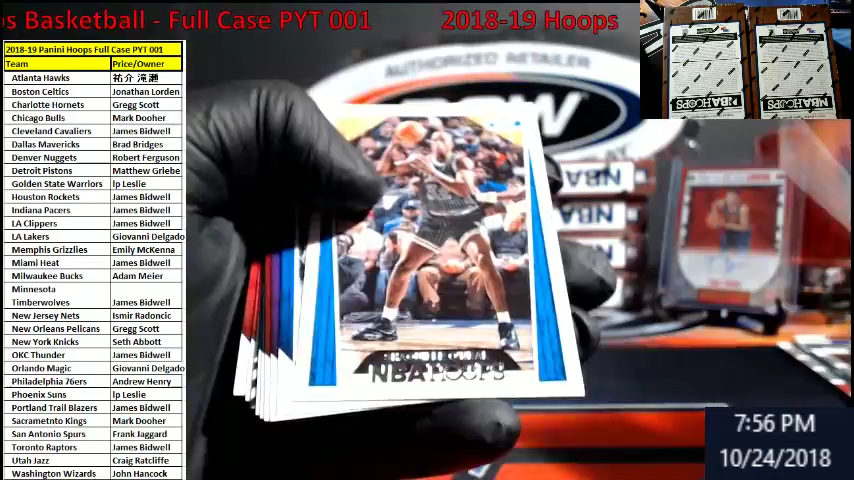 s Basketball - Full Case PYT 001 2018-19 Hoops
2018-19 Panini Hoops Full Case PYT 001
Team Price/Owner
Atlanta Hawks
Boston Celtics Jonathan Lorden
Charlotte Hornets Gregg Scott
Chicago Bulls Mark Dooher
Cleveland Cavaliers James Bidwell
Dallas Mavericks Brad Bridges
Denver Nuggets Robert Ferguson
Detroit Pistons Matthew Griebe
Golden State Warriors lp Leslie
Houston Rockets James Bidwell
Indiana Pacers James Bidwell
LA Clippers James Bidwell
LA Lakers Giovanni Delgado
Memphis Grizzlies Emily McKenna
Miami Heat James Bidwell
Milwaukee Bucks Adam Meier
Minnesota
Timberwolves James Bidwell
New Jersey Nets Ismir Radoncic
New Orleans Pelicans Gregg Scott
New York Knicks Seth Abbott
OKC Thunder James Bidwell
Orlando Magic Giovanni Delgado
Philadelphia 76ers Andrew Henry
Phoenix Suns lp Leslie
Portland Trail Blazers James Bidwell
Sacrametnto Kings Mark Dooher
San Antonio Spurs Frank Jaggard
Toronto Raptors James Bidwell
Utah Jazz Craig Ratcliffe
Washington Wizards John Hancock
AUTHORIZED RETAILER
NBA HOOPS
NBA HOOPS
NBA HOOPS
NBA
NBA
NBA
7:56 PM
10/24/2018